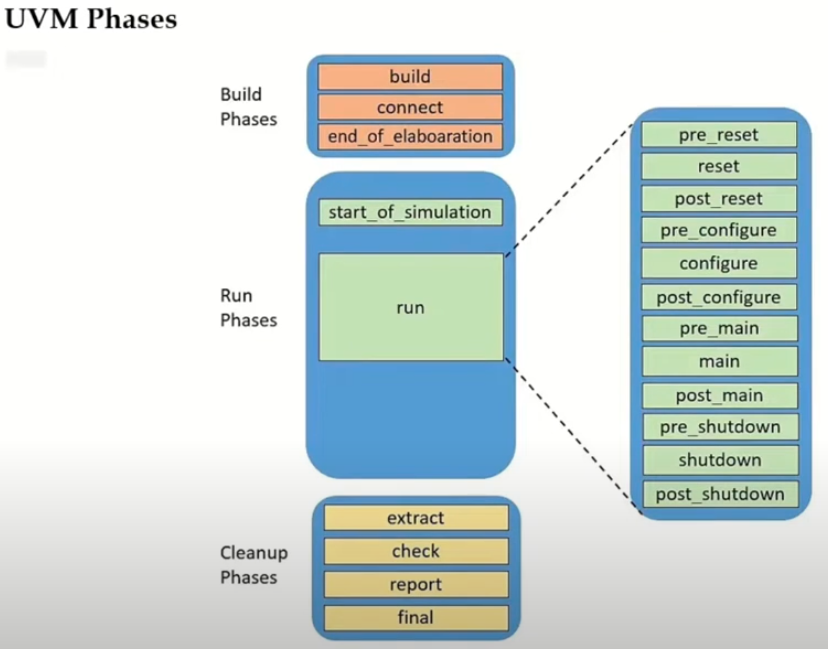 UVM Phases
Build
Phases
build
connect
end_of_elaboaration
Run
Phases
start_of_simulation
run
pre_reset
reset
post_reset
pre_configure
configure
post_configure
pre_main
main
post_main
pre_shutdown
shutdown
post_shutdown
Cleanup
Phases
extract
check
report
final